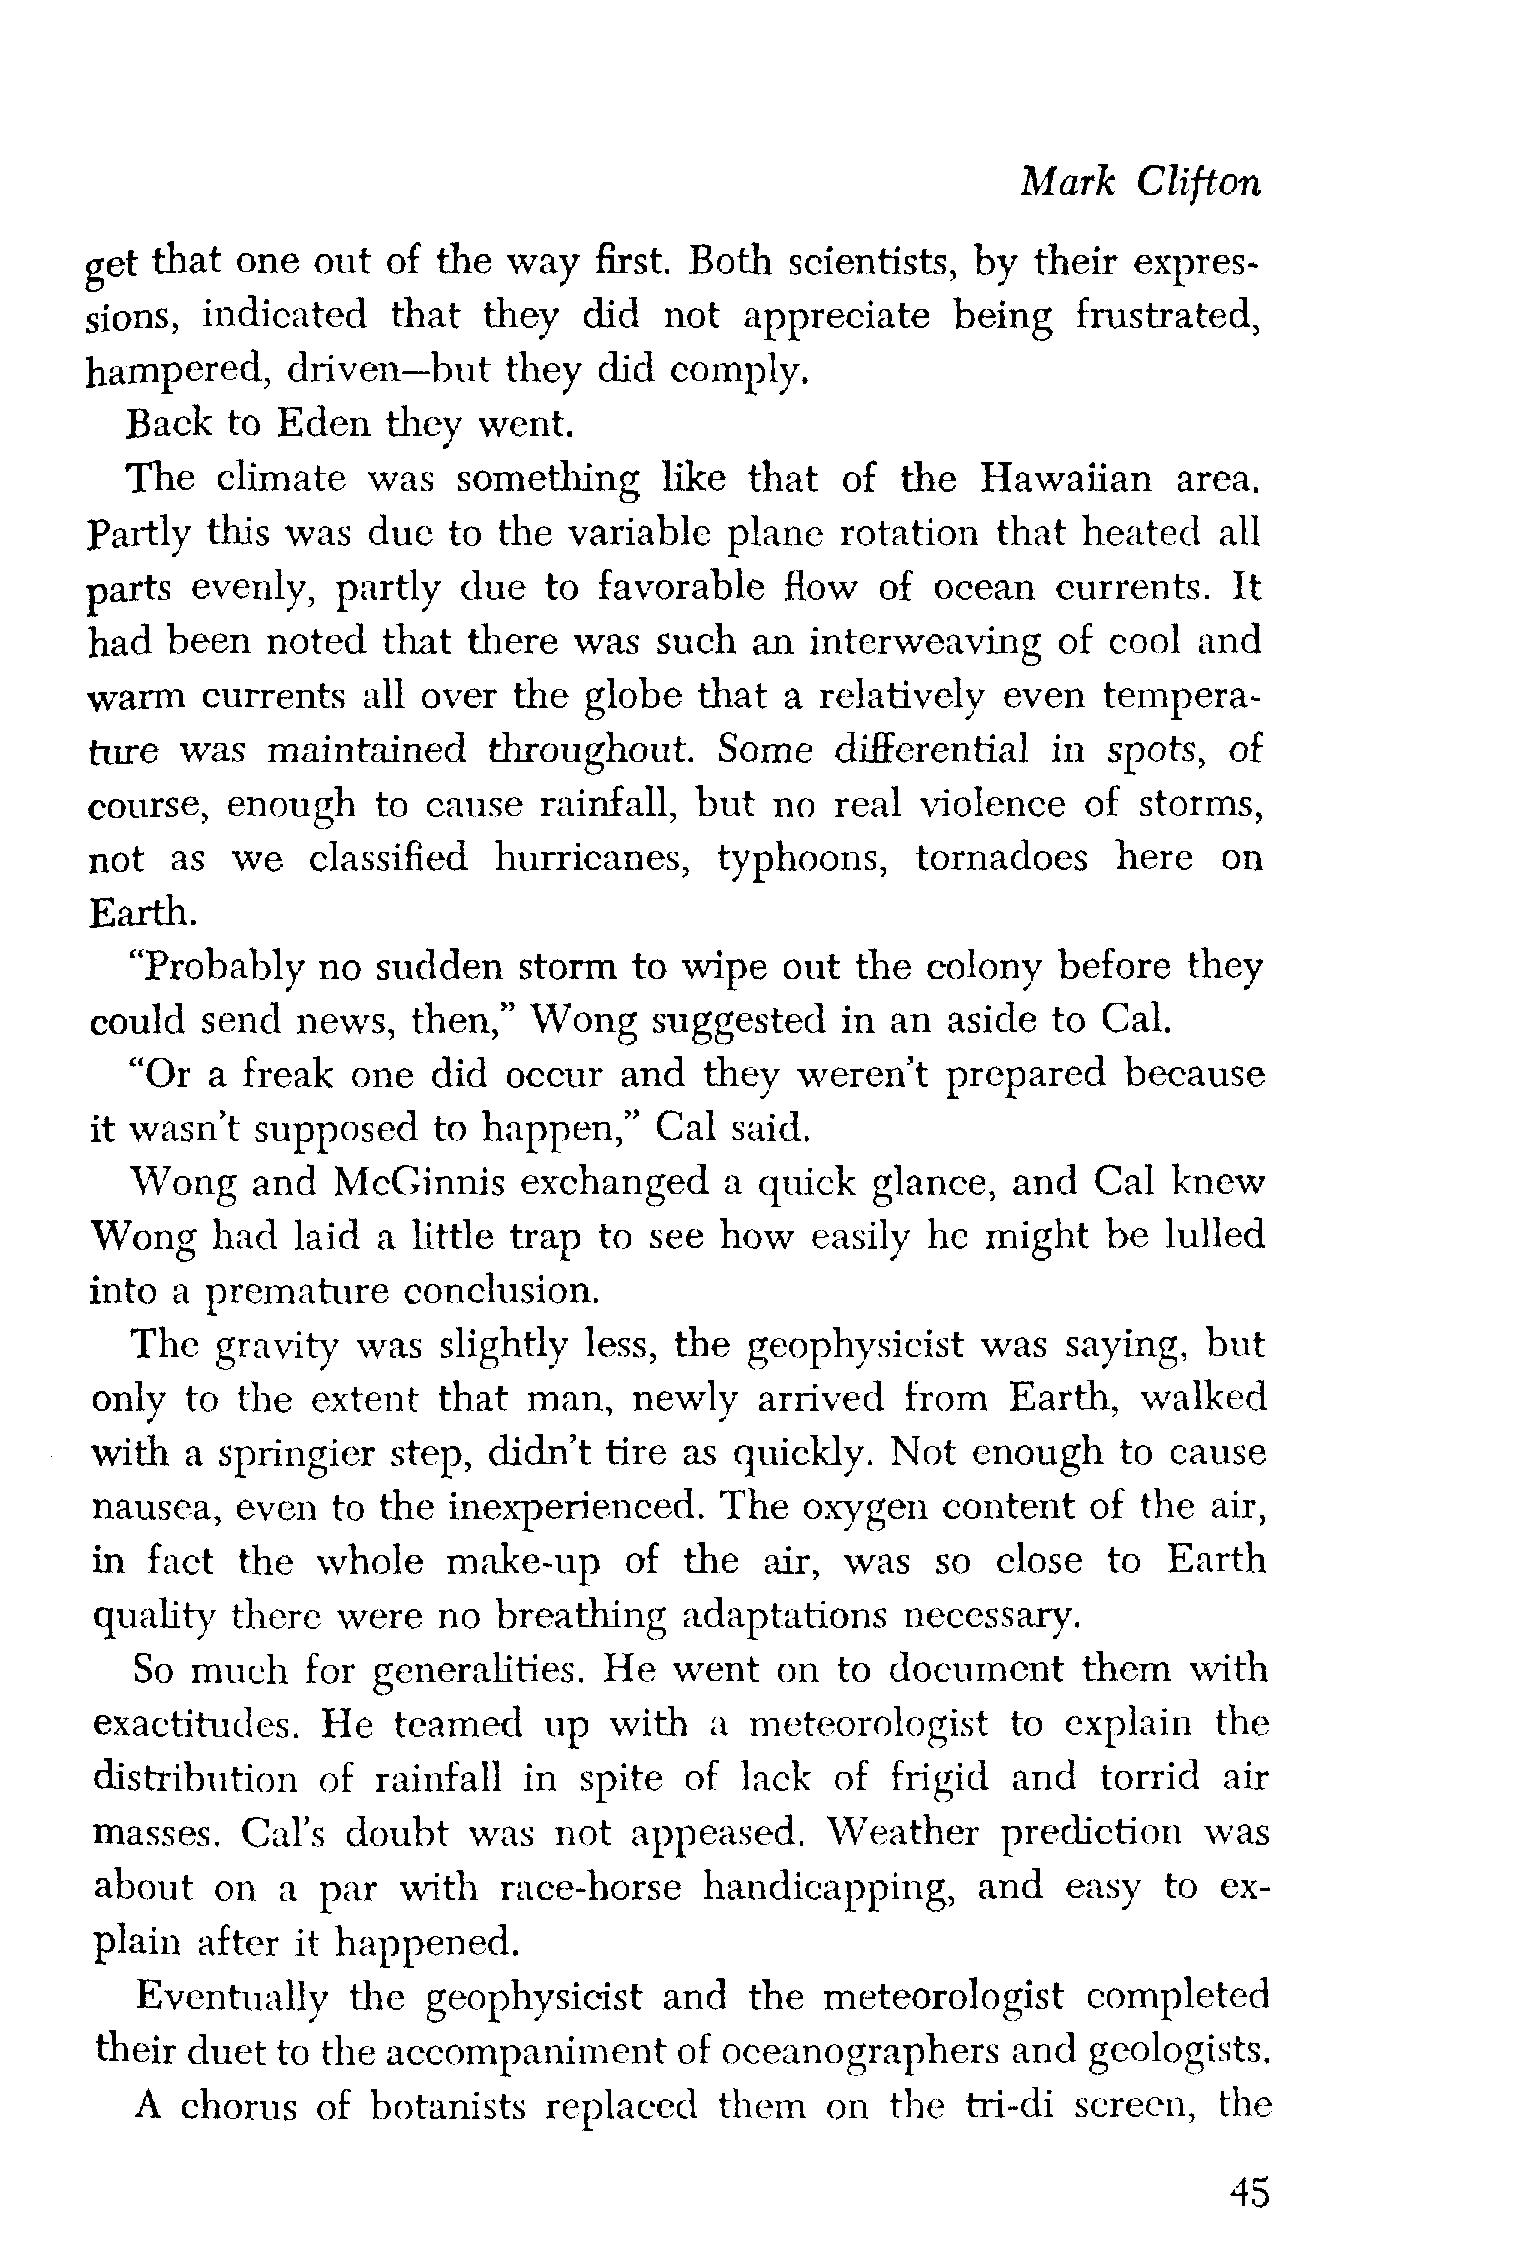 Mark Clifton
get that one out of the way first. Both scientists, by their expres-
sions, indicated that they did not appreciate being frustrated,
hampered, driven—but they did comply.
Back to Eden they went.
The climate was something like that of the Hawaiian area.
Partly this was due to the variable plane rotation that heated all
parts evenly, partly due to favorable flow of ocean currents. It
had been noted that there was such an interweaving of cool and
warm currents all over the globe that a relatively even tempera-
ture was maintained throughout. Some differential in spots, of
course, enough to cause rainfall, but no real violence of storms,
not as we classified hurricanes, typhoons, tornadoes here on
Earth.
“Probably no sudden storm to wipe out the colony before they
could send news, then,” Wong suggested in an aside to Cal.
“Or a freak one did occur and they weren’t prepared because
it wasn’t supposed to happen,” Cal said.
Wong and McGinnis exchanged a quick glance, and Cal knew
Wong had laid a little trap to see how easily he might be lulled
into a premature conclusion.
The gravity was slightly less, the geophysicist was saying, but
only to the extent that man, newly arrived from Earth, walked
with a springier step, didn’t tire as quickly. Not enough to cause
nausea, even to the inexperienced. The oxygen content of the air,
in fact the whole make-up of the air, was so close to Earth
quality there were no breathing adaptations necessary.
So much for generalities. He went on to document them with
exactitudes. He teamed up with a meteorologist to explain the
distribution of rainfall in spite of lack of frigid and torrid air
masses. Cal’s doubt was not appeased. Weather prediction was
about on a par with race-horse handicapping, and easy to ex-
plain after it happened.
Eventually the geophysicist and the meteorologist completed
their duet to the accompaniment of oceanographers and geologists.
A chorus of botanists replaced them on the tri-di screen, the
45